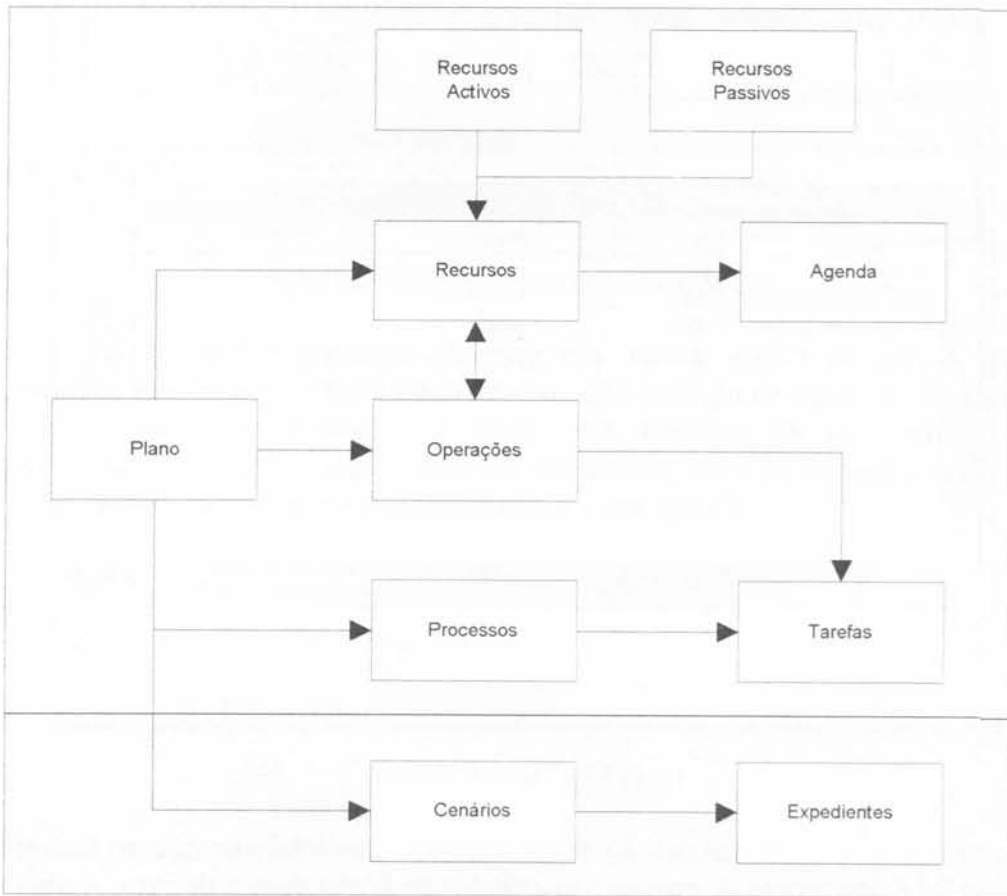 Recursos
Activos
Recursos
Passivos
Recursos
Agenda
Plano
Operações
Processos
Tarefas
Cenários
Expedientes